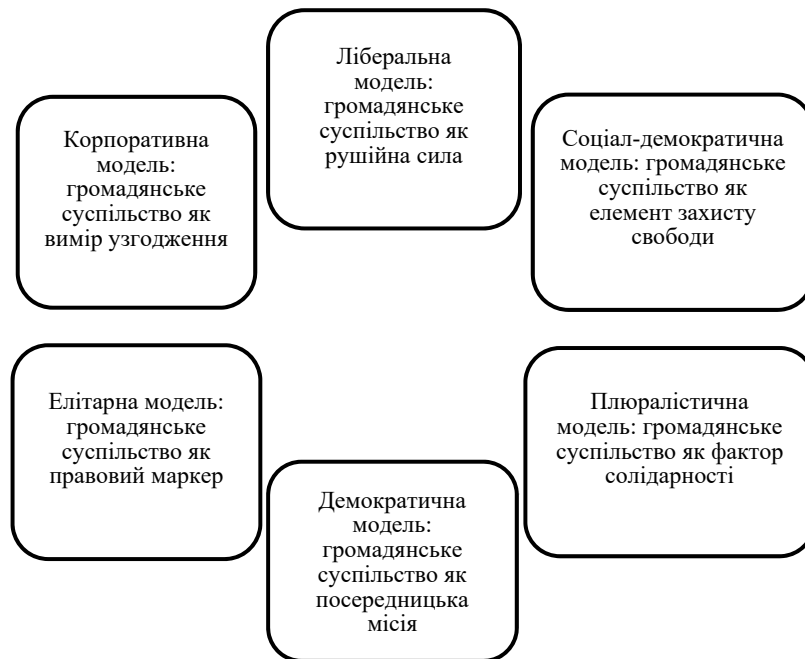 Ліберальна
модель:
громадянське
суспільство як
рушійна сила
Корпоративна
модель:
громадянське
суспільство як
вимір узгодження
Соціал-демократична
модель: громадянське
суспільство як
елемент захисту
свободи
Елітарна модель:
громадянське
суспільство як
правовий маркер
Плюралістична
модель: громадянське
суспільство як фактор
солідарності
Демократична
модель:
громадянське
суспільство як
посередницька
місія